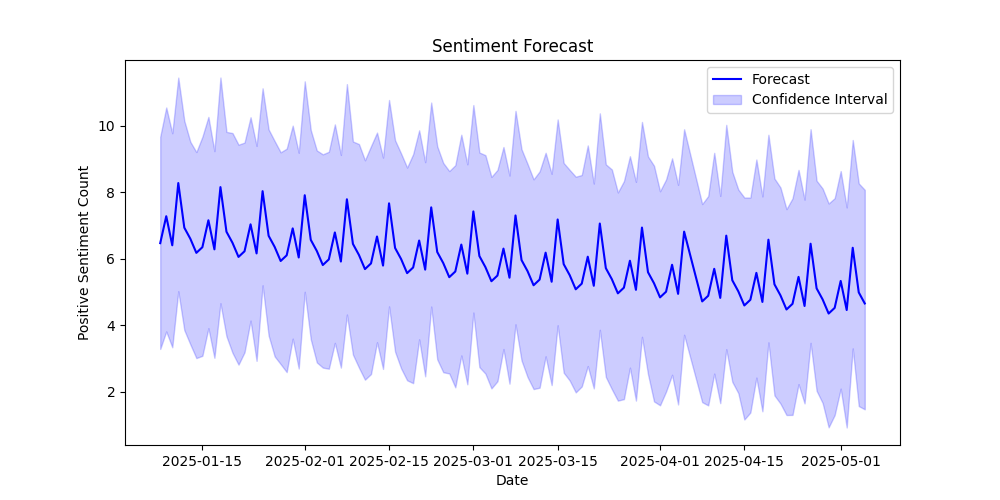 Sentiment Forecast
Forecast
Confidence Interval
Positive Sentiment Count
10
8
6
4
2
2025-01-15
2025-02-01
2025-02-15
2025-03-01
2025-03-15
2025-04-01
2025-04-15
2025-05-01
Date